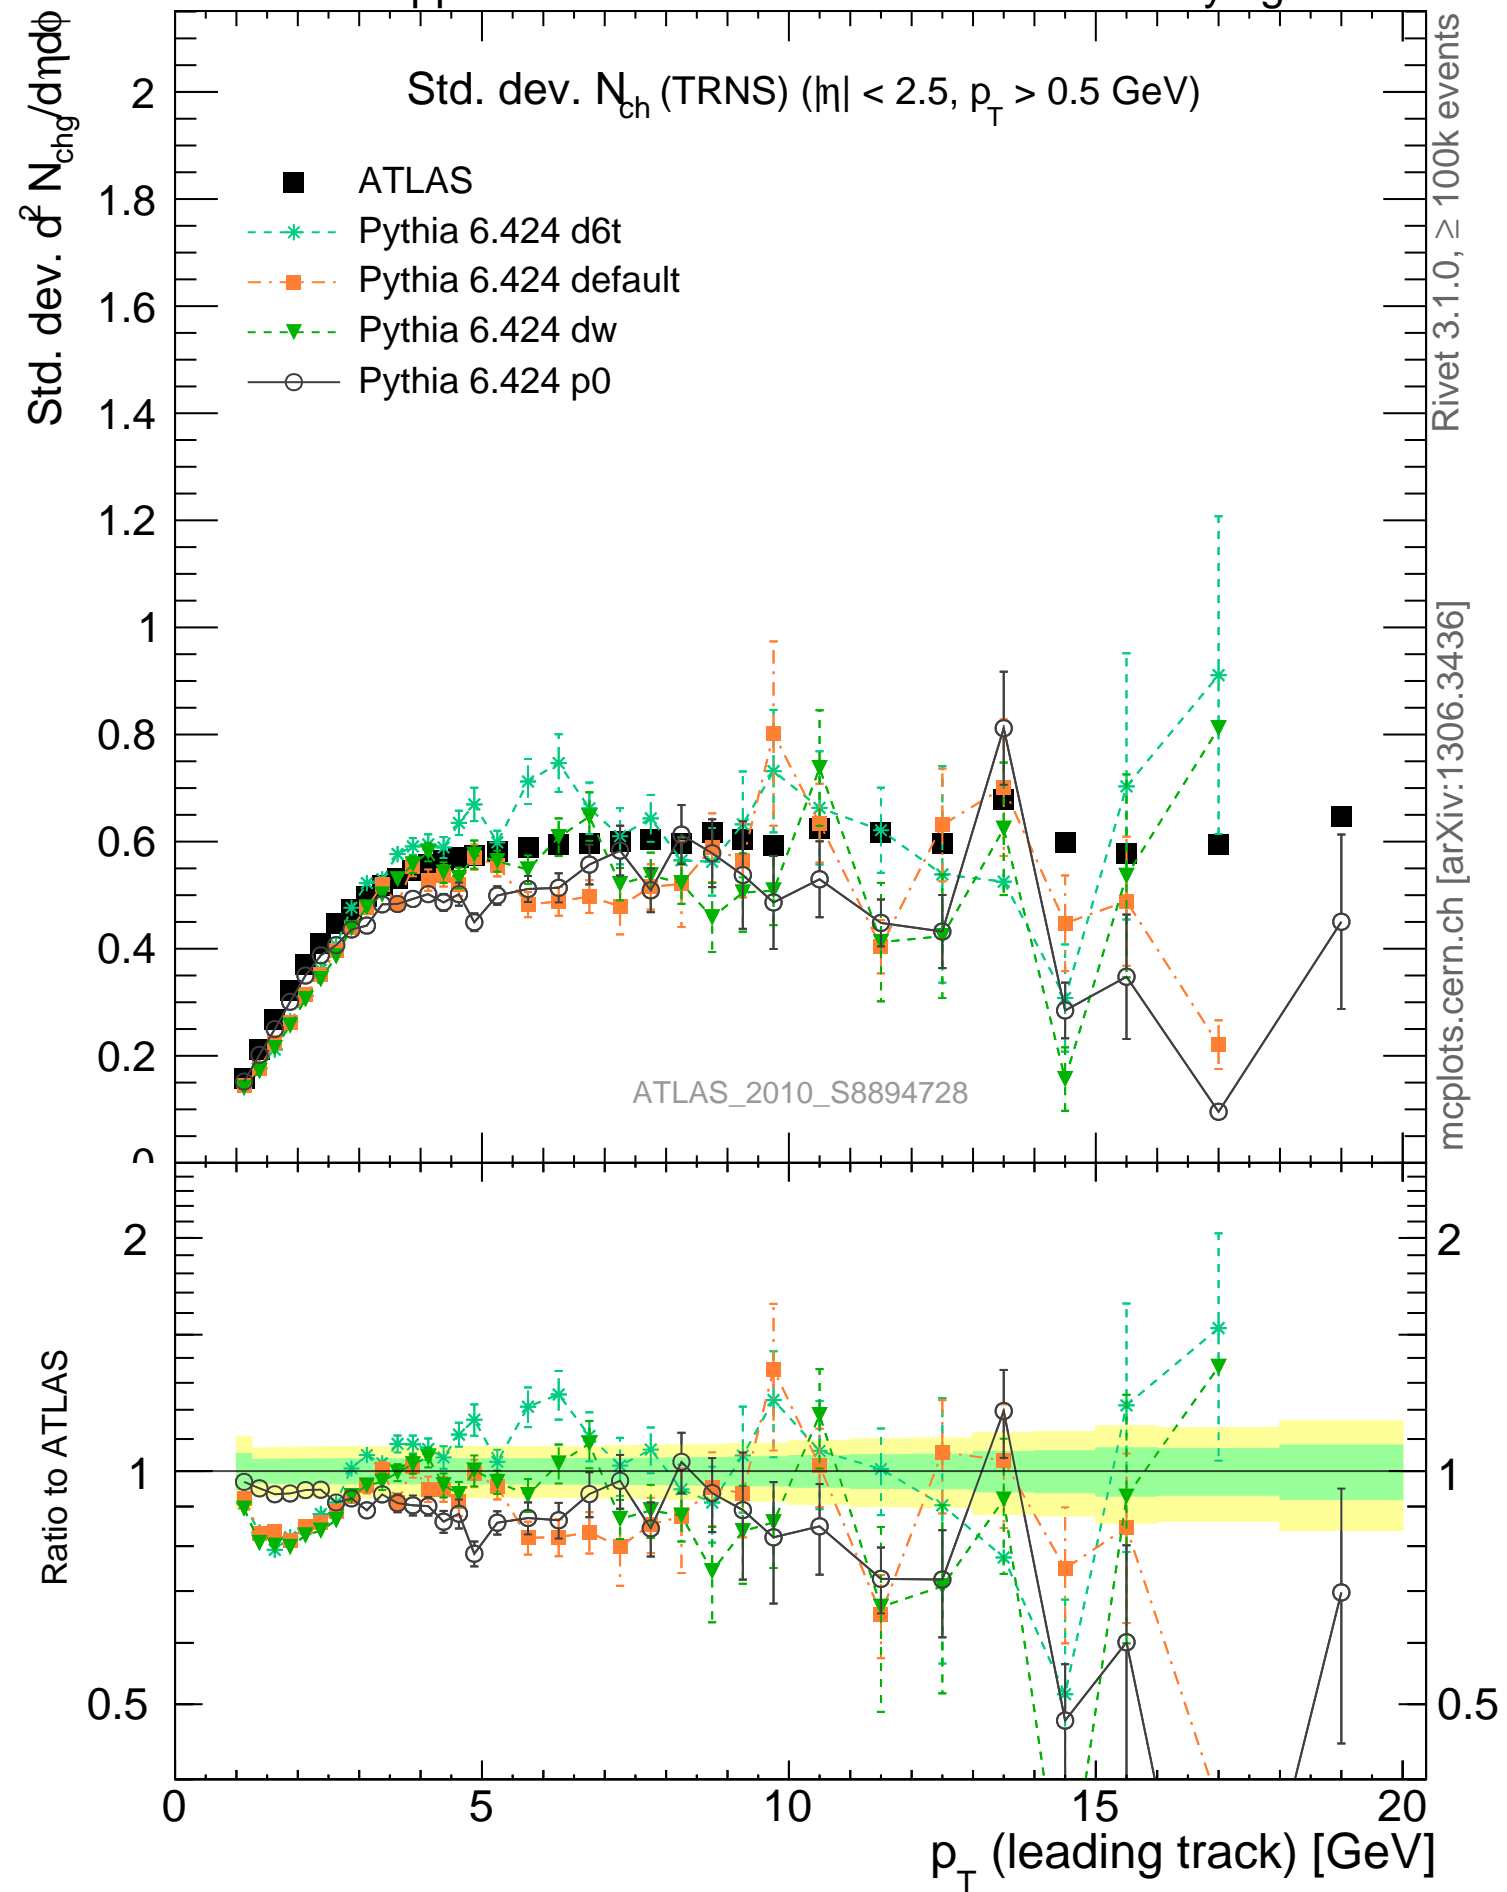 Std. dev. N_ch (TRNS) (|η| < 2.5, p_T > 0.5 GeV)
Std. dev. d² N_chg/dηdϕ
ATLAS
Pythia 6.424 d6t
Pythia 6.424 default
Pythia 6.424 dw
Pythia 6.424 p0
2
1.8
1.6
1.4
1.2
1
0.8
0.6
0.4
0.2
0
ATLAS_2010_S8894728
Rivet 3.1.0, ≥ 100k events
mcplots.cern.ch [arXiv:1306.3436]
Ratio to ATLAS
2
1
0.5
2
1
0.5
0 5 10 15 20
p_T (leading track) [GeV]